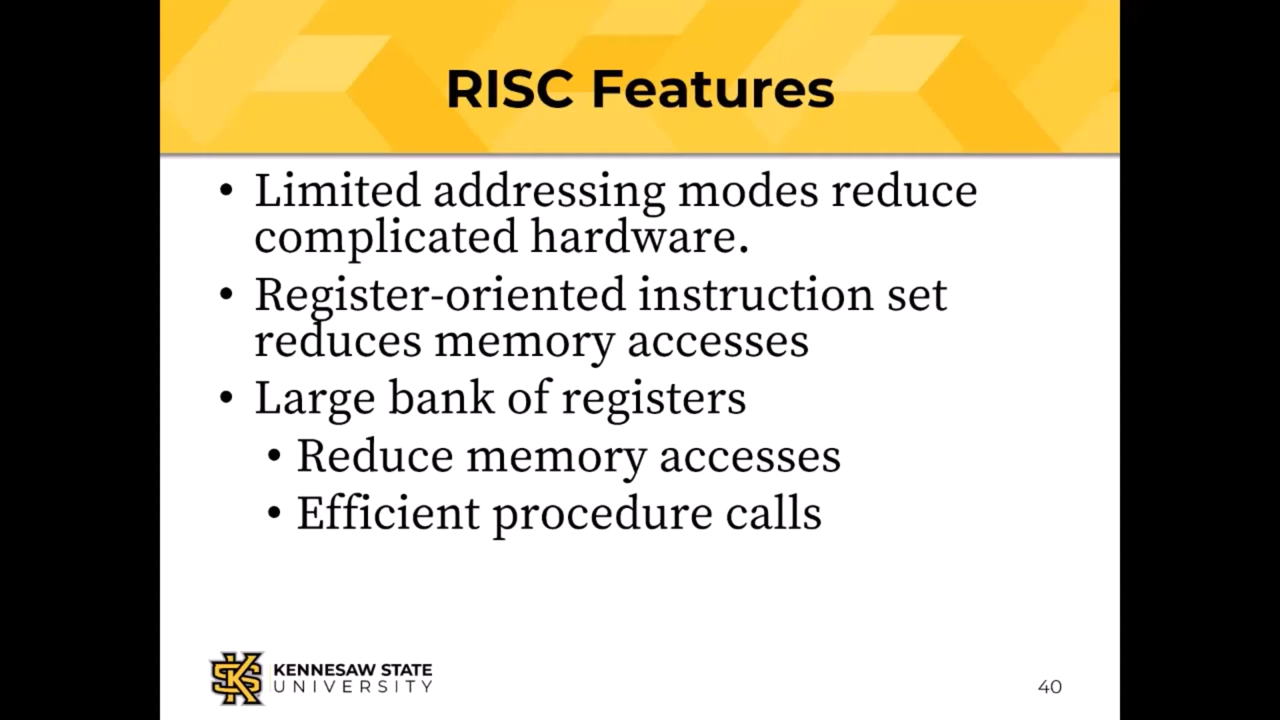 RISC Features
• Limited addressing modes reduce
complicated hardware.
• Register-oriented instruction set
reduces memory accesses
• Large bank of registers
• Reduce memory accesses
• Efficient procedure calls
KENNESAW STATE
UNIVERSITY
40